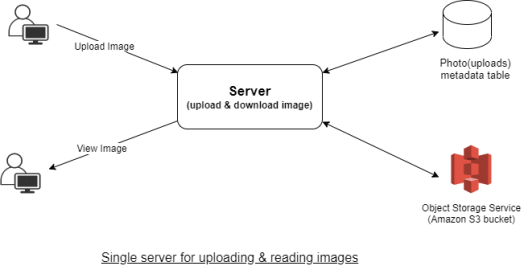 Upload Image
Photo(uploads)
metadata table
Server
(upload & download image)
View Image
Object Storage Service
(Amazon S3 bucket)
Single server for uploading & reading images